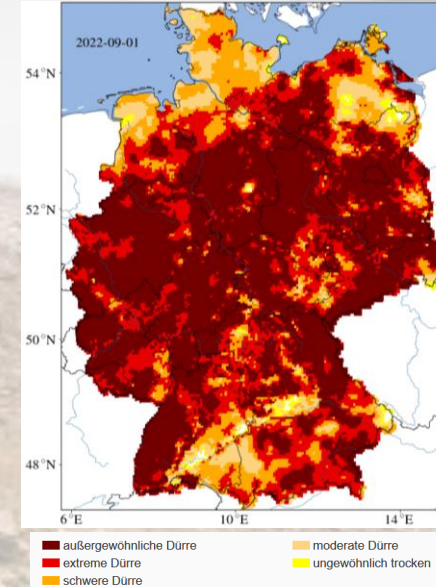 2022-09-01
54°N
52°N
50°N
48°N
6°E
10°E
14°E
außergewöhnliche Dürre
extreme Dürre
schwere Dürre
moderate Dürre
ungewöhnlich trocken